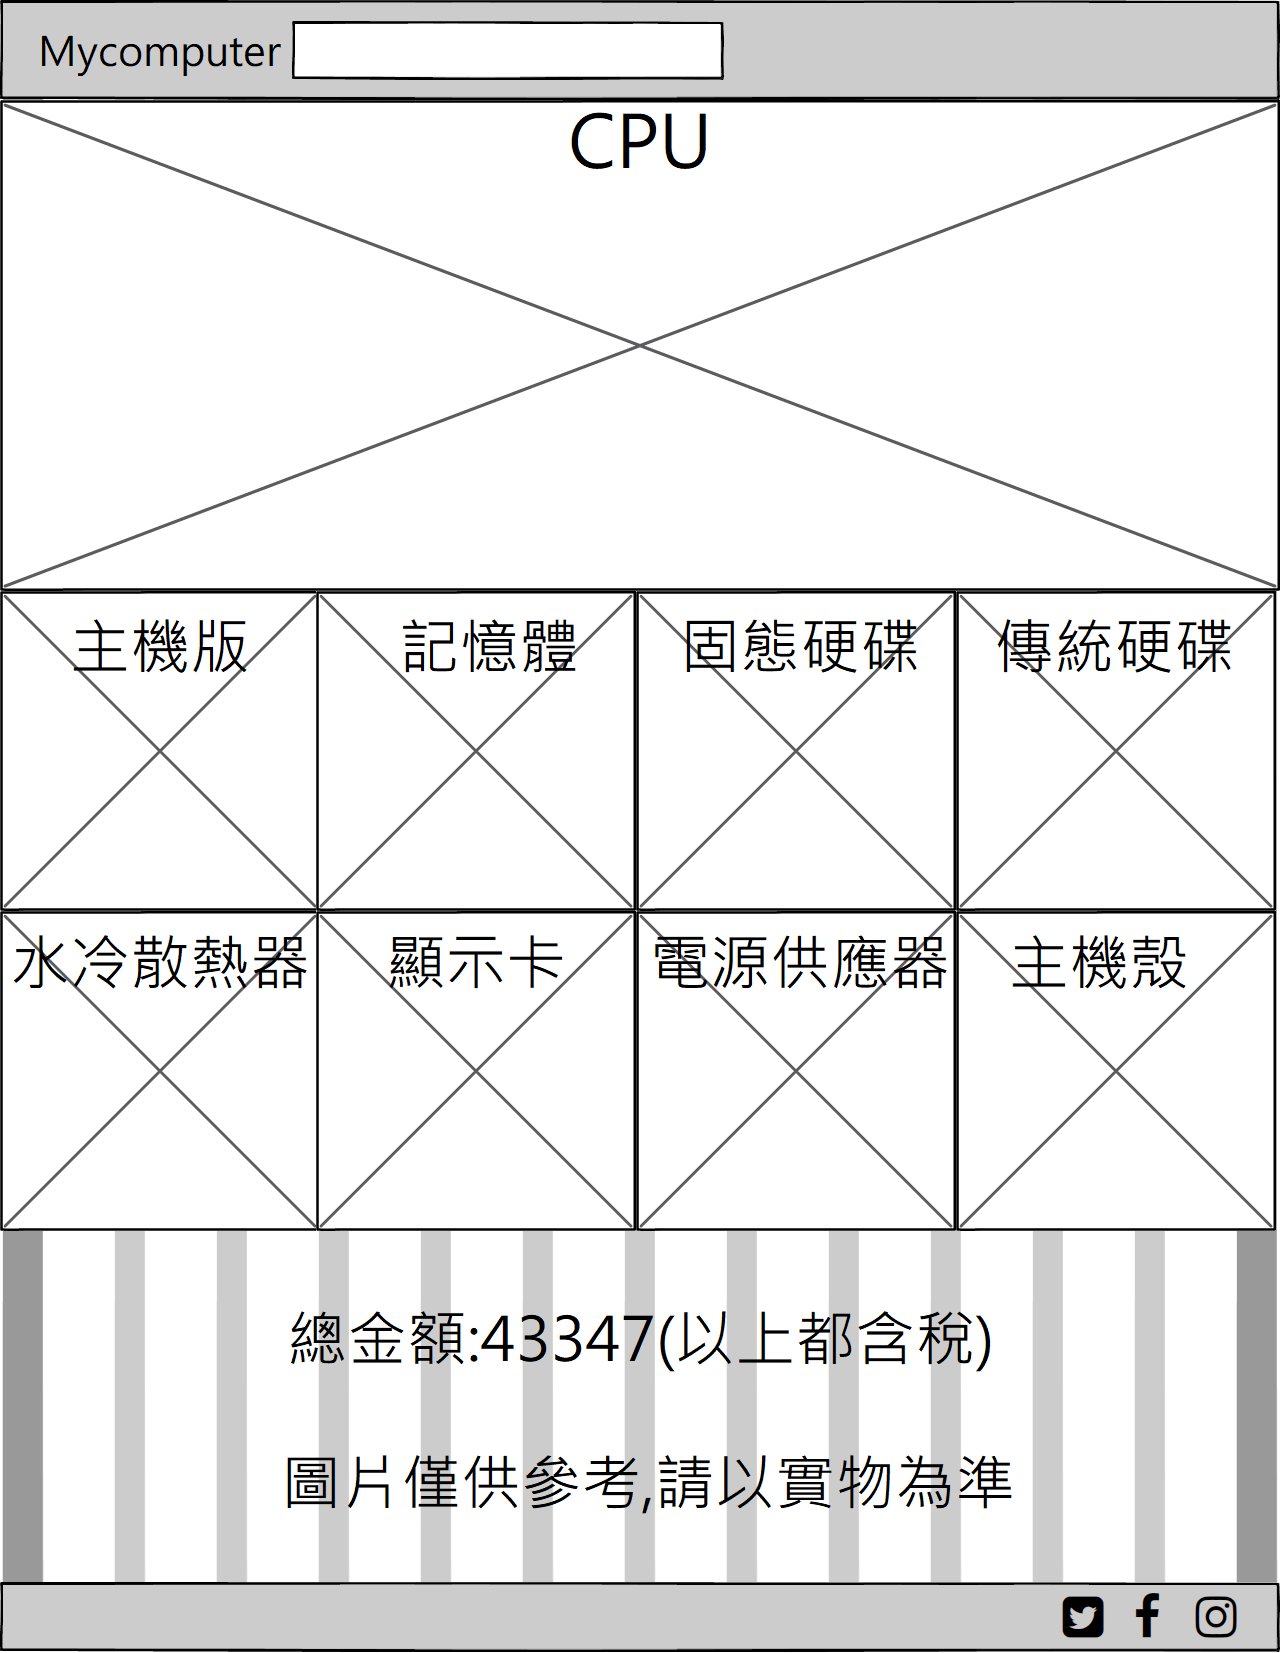 Mycomputer
CPU
主機版
記憶體
固態硬碟
傳統硬碟
水冷散熱器
顯示卡
電源供應器
主機殼
總金額:43347(以上都含稅)
圖片僅供參考,請以實物為準